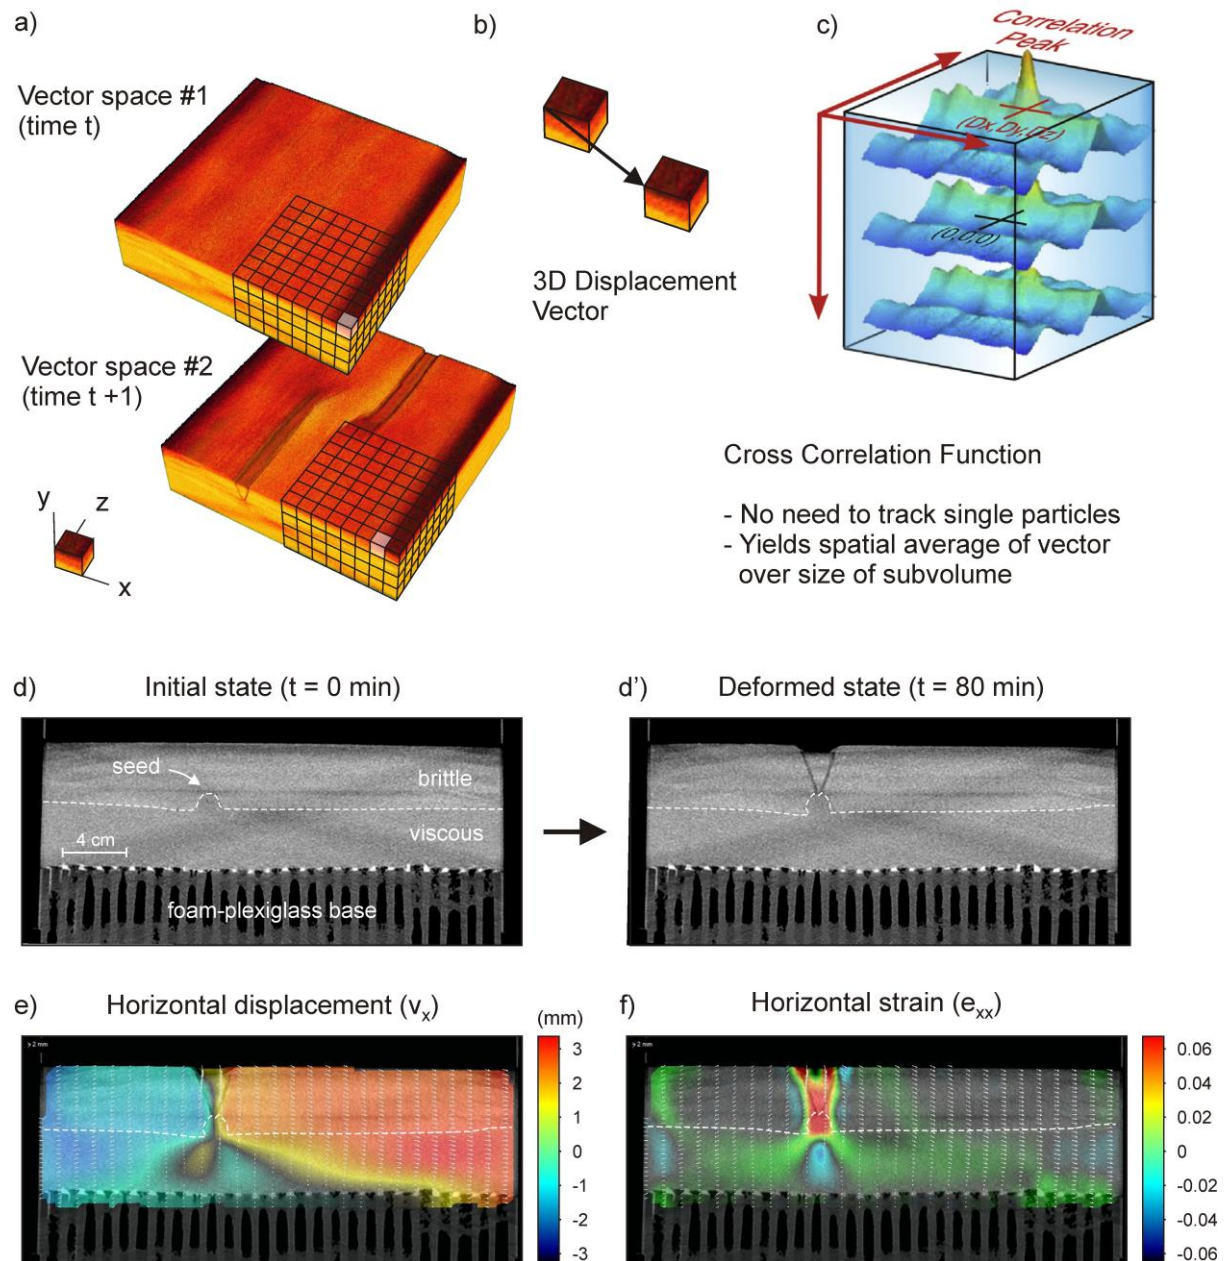 a)
Vector space #1
(time t)
Vector space #2
(time t +1)
y
z
x
b)
3D Displacement
Vector
c)
Correlation
Peak
(Dx,Dy,Dz)
(0,0,0)
Cross Correlation Function
- No need to track single particles
- Yields spatial average of vector
over size of subvolume
d)
Initial state (t = 0 min)
seed
brittle
viscous
4 cm
foam-plexiglass base
d')
Deformed state (t = 80 min)
e)
Horizontal displacement (vx)
(mm)
3
2
1
0
-1
-2
-3
f)
Horizontal strain (exx)
0.06
0.04
0.02
0
-0.02
-0.04
-0.06